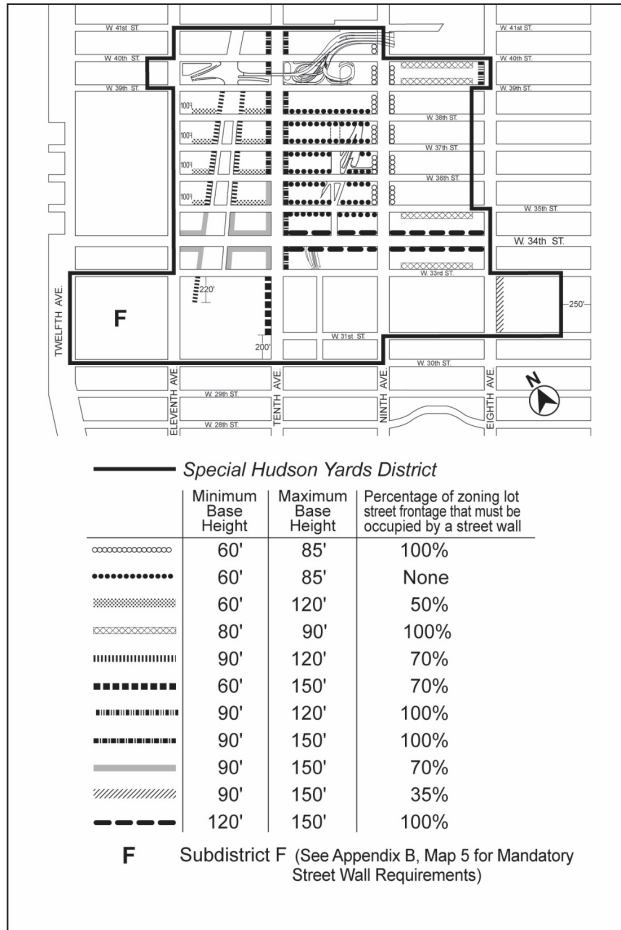 W. 41st ST.
W. 41st ST.
W. 40th ST.
W. 40th ST.
W. 39th ST.
W. 39th ST.
100'
W. 38th ST.
100'
W. 37th ST.
100'
W. 36th ST.
100'
W. 35th ST.
W. 34th ST.
W. 33rd ST.
TWELFTH AVE.
F
220'
250'
200'
W. 31st ST.
W. 30th ST.
ELEVENTH AVE.
TENTH AVE.
NINTH AVE.
EIGHTH AVE.
N
W. 29th ST.
W. 28th ST.
Special Hudson Yards District
Minimum Base Height
Maximum Base Height
Percentage of zoning lot street frontage that must be occupied by a street wall
60' 85' 100%
60' 85' None
60' 120' 50%
80' 90' 100%
90' 120' 70%
60' 150' 70%
90' 120' 100%
90' 150' 100%
90' 150' 70%
90' 150' 35%
120' 150' 100%
F Subdistrict F (See Appendix B, Map 5 for Mandatory
Street Wall Requirements)